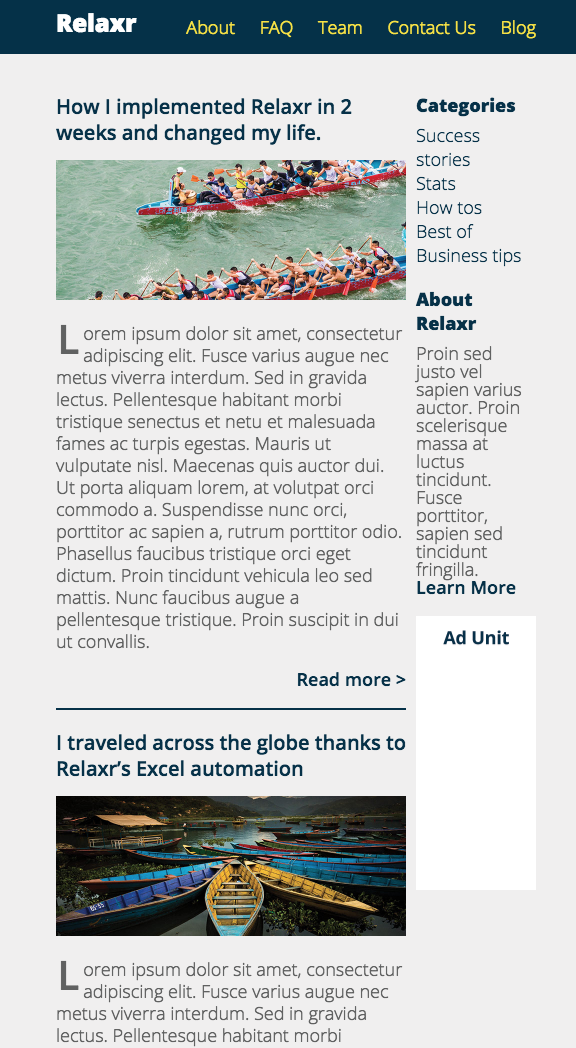 Relaxr
About FAQ Team Contact Us Blog
How I implemented Relaxr in 2
weeks and changed my life.
Lorem ipsum dolor sit amet, consectetur
adipiscing elit. Fusce varius augue nec
metus viverra interdum. Sed in gravida
lectus. Pellentesque habitant morbi
tristique senectus et netu et malesuada
fames ac turpis egestas. Mauris ut
vulputate nisl. Maecenas quis auctor dui.
Ut porta aliquam lorem, at volutpat orci
commodo a. Suspendisse nunc orci,
porttitor ac sapien a, rutrum porttitor odio.
Phasellus faucibus tristique orci eget
dictum. Proin tincidunt vehicula leo sed
mattis. Nunc faucibus augue a
pellentesque tristique. Proin suscipit in dui
ut convallis.
Read more >
I traveled across the globe thanks to
Relaxr’s Excel automation
Lorem ipsum dolor sit amet, consectetur
adipiscing elit. Fusce varius augue nec
metus viverra interdum. Sed in gravida
lectus. Pellentesque habitant morbi
Categories
Success
stories
Stats
How tos
Best of
Business tips
About
Relaxr
Proin sed
justo vel
sapien varius
auctor. Proin
scelerisque
massa at
luctus
tincidunt.
Fusce
porttitor,
sapien sed
tincidunt
fringilla.
Learn More
Ad Unit